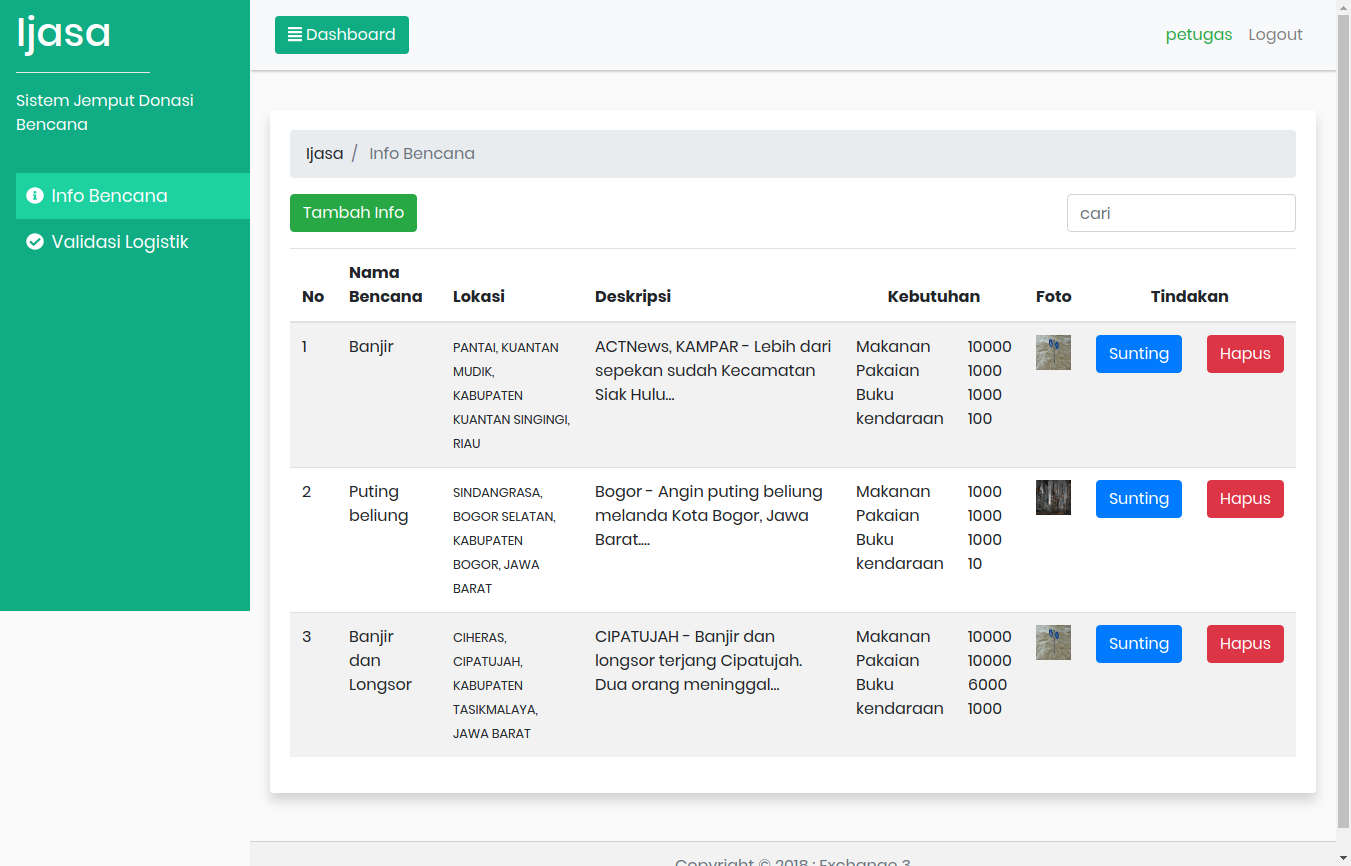 Ijasa
Dashboard
petugas Logout
Sistem Jemput Donasi
Bencana
Info Bencana
Validasi Logistik
Ijasa / Info Bencana
Tambah Info
cari
No Nama Bencana Lokasi Deskripsi Kebutuhan Foto Tindakan
1 Banjir
PANTAI, KUANTAN
MUDIK,
KABUPATEN
KUANTAN SINGINGI,
RIAU
ACTNews, KAMPAR - Lebih dari
sepekan sudah Kecamatan
Siak Hulu...
Makanan 10000
Pakaian 1000
Buku 1000
kendaraan 100
Sunting Hapus
2 Puting
beliung
SINDANGRASA,
BOGOR SELATAN,
KABUPATEN
BOGOR, JAWA
BARAT
Bogor - Angin puting beliung
melanda Kota Bogor, Jawa
Barat....
Makanan 1000
Pakaian 1000
Buku 1000
kendaraan 10
Sunting Hapus
3 Banjir
dan
Longsor
CIHERAS,
CIPATUJAH,
KABUPATEN
TASIKMALAYA,
JAWA BARAT
CIPATUJAH - Banjir dan
longsor terjang Cipatujah.
Dua orang meninggal...
Makanan 10000
Pakaian 10000
Buku 6000
kendaraan 1000
Sunting Hapus
Copyright © 2018 : Exchange 3